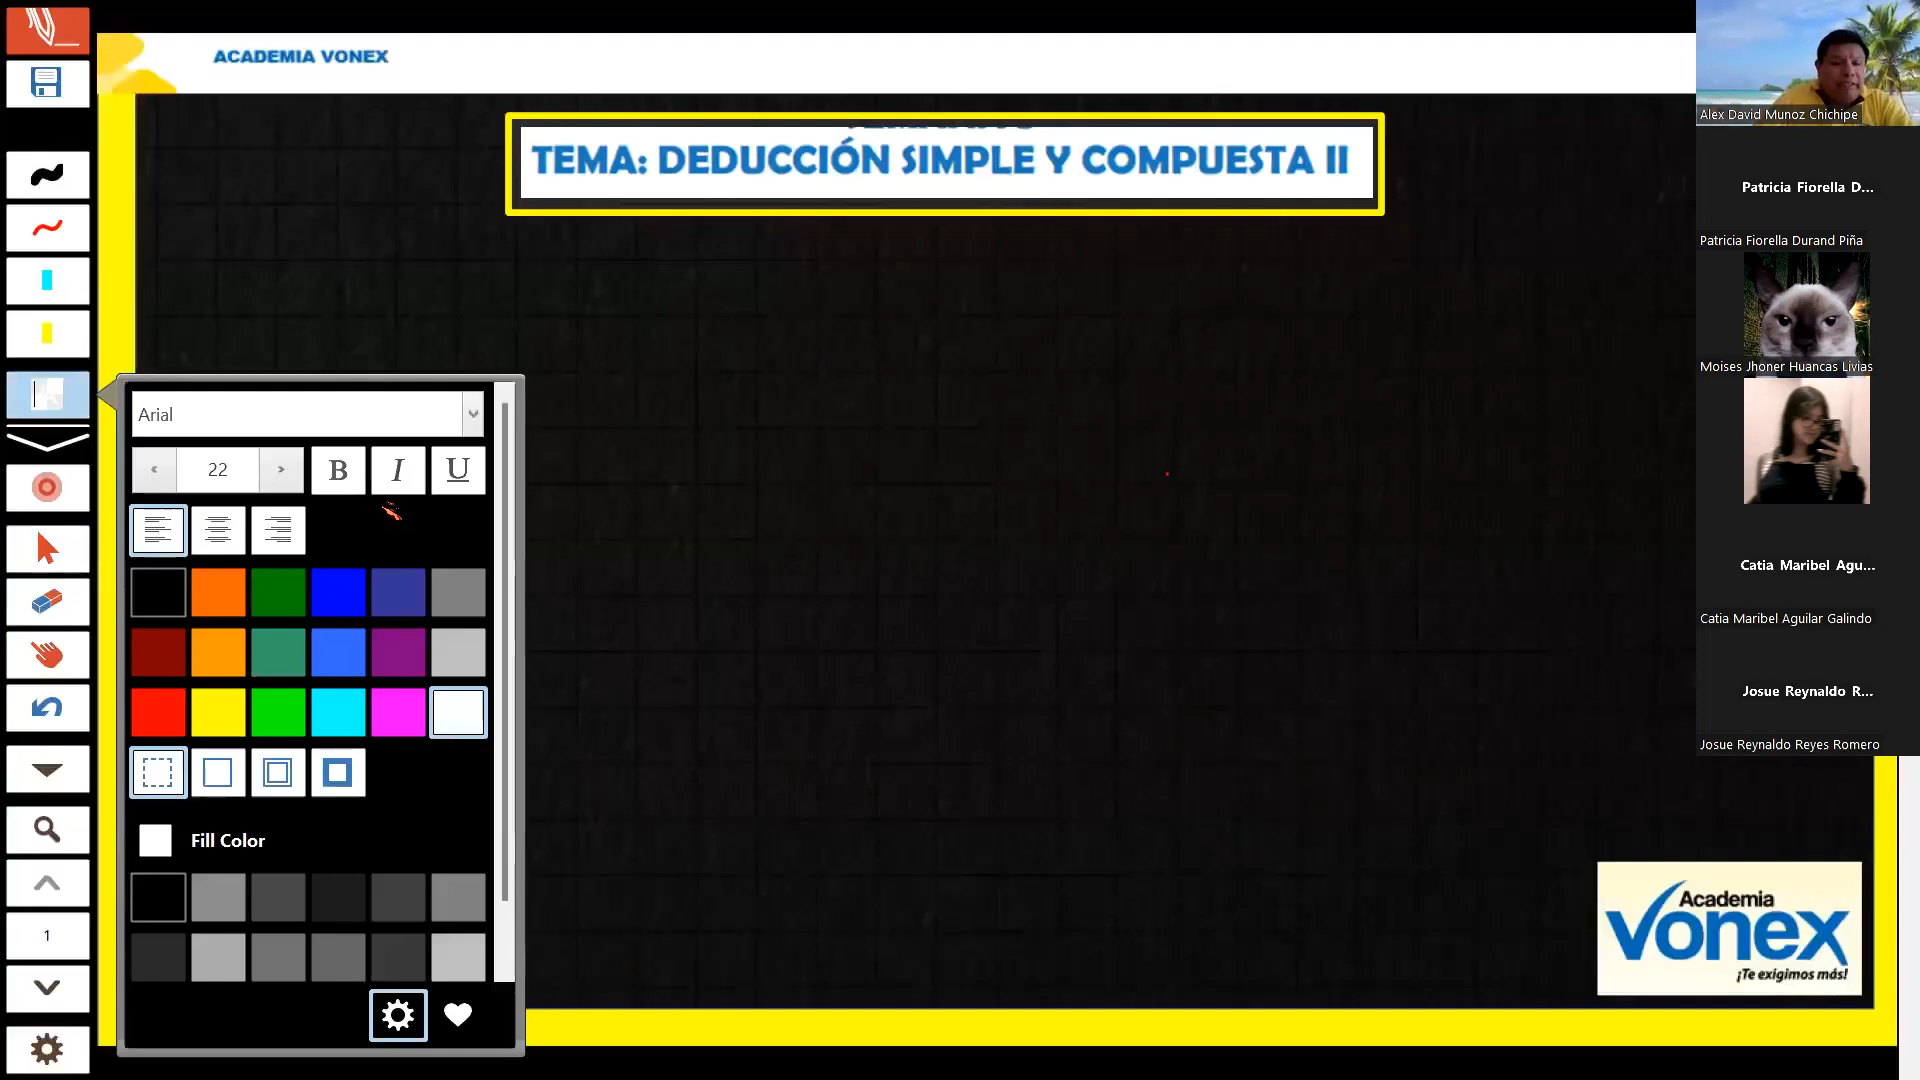 ACADEMIA VONEX
TEMA: DEDUCCIÓN SIMPLE Y COMPUESTA II
Alex David Munoz Chichipe
Patricia Fiorella D...
Patricia Fiorella Durand Piña
Moises Jhoner Huancas Livias
Catia Maribel Agu...
Catia Maribel Aguilar Galindo
Josue Reynaldo R...
Josue Reynaldo Reyes Romero
Arial
22
B I U
Fill Color
1
Academia
Vonex
¡Te exigimos más!